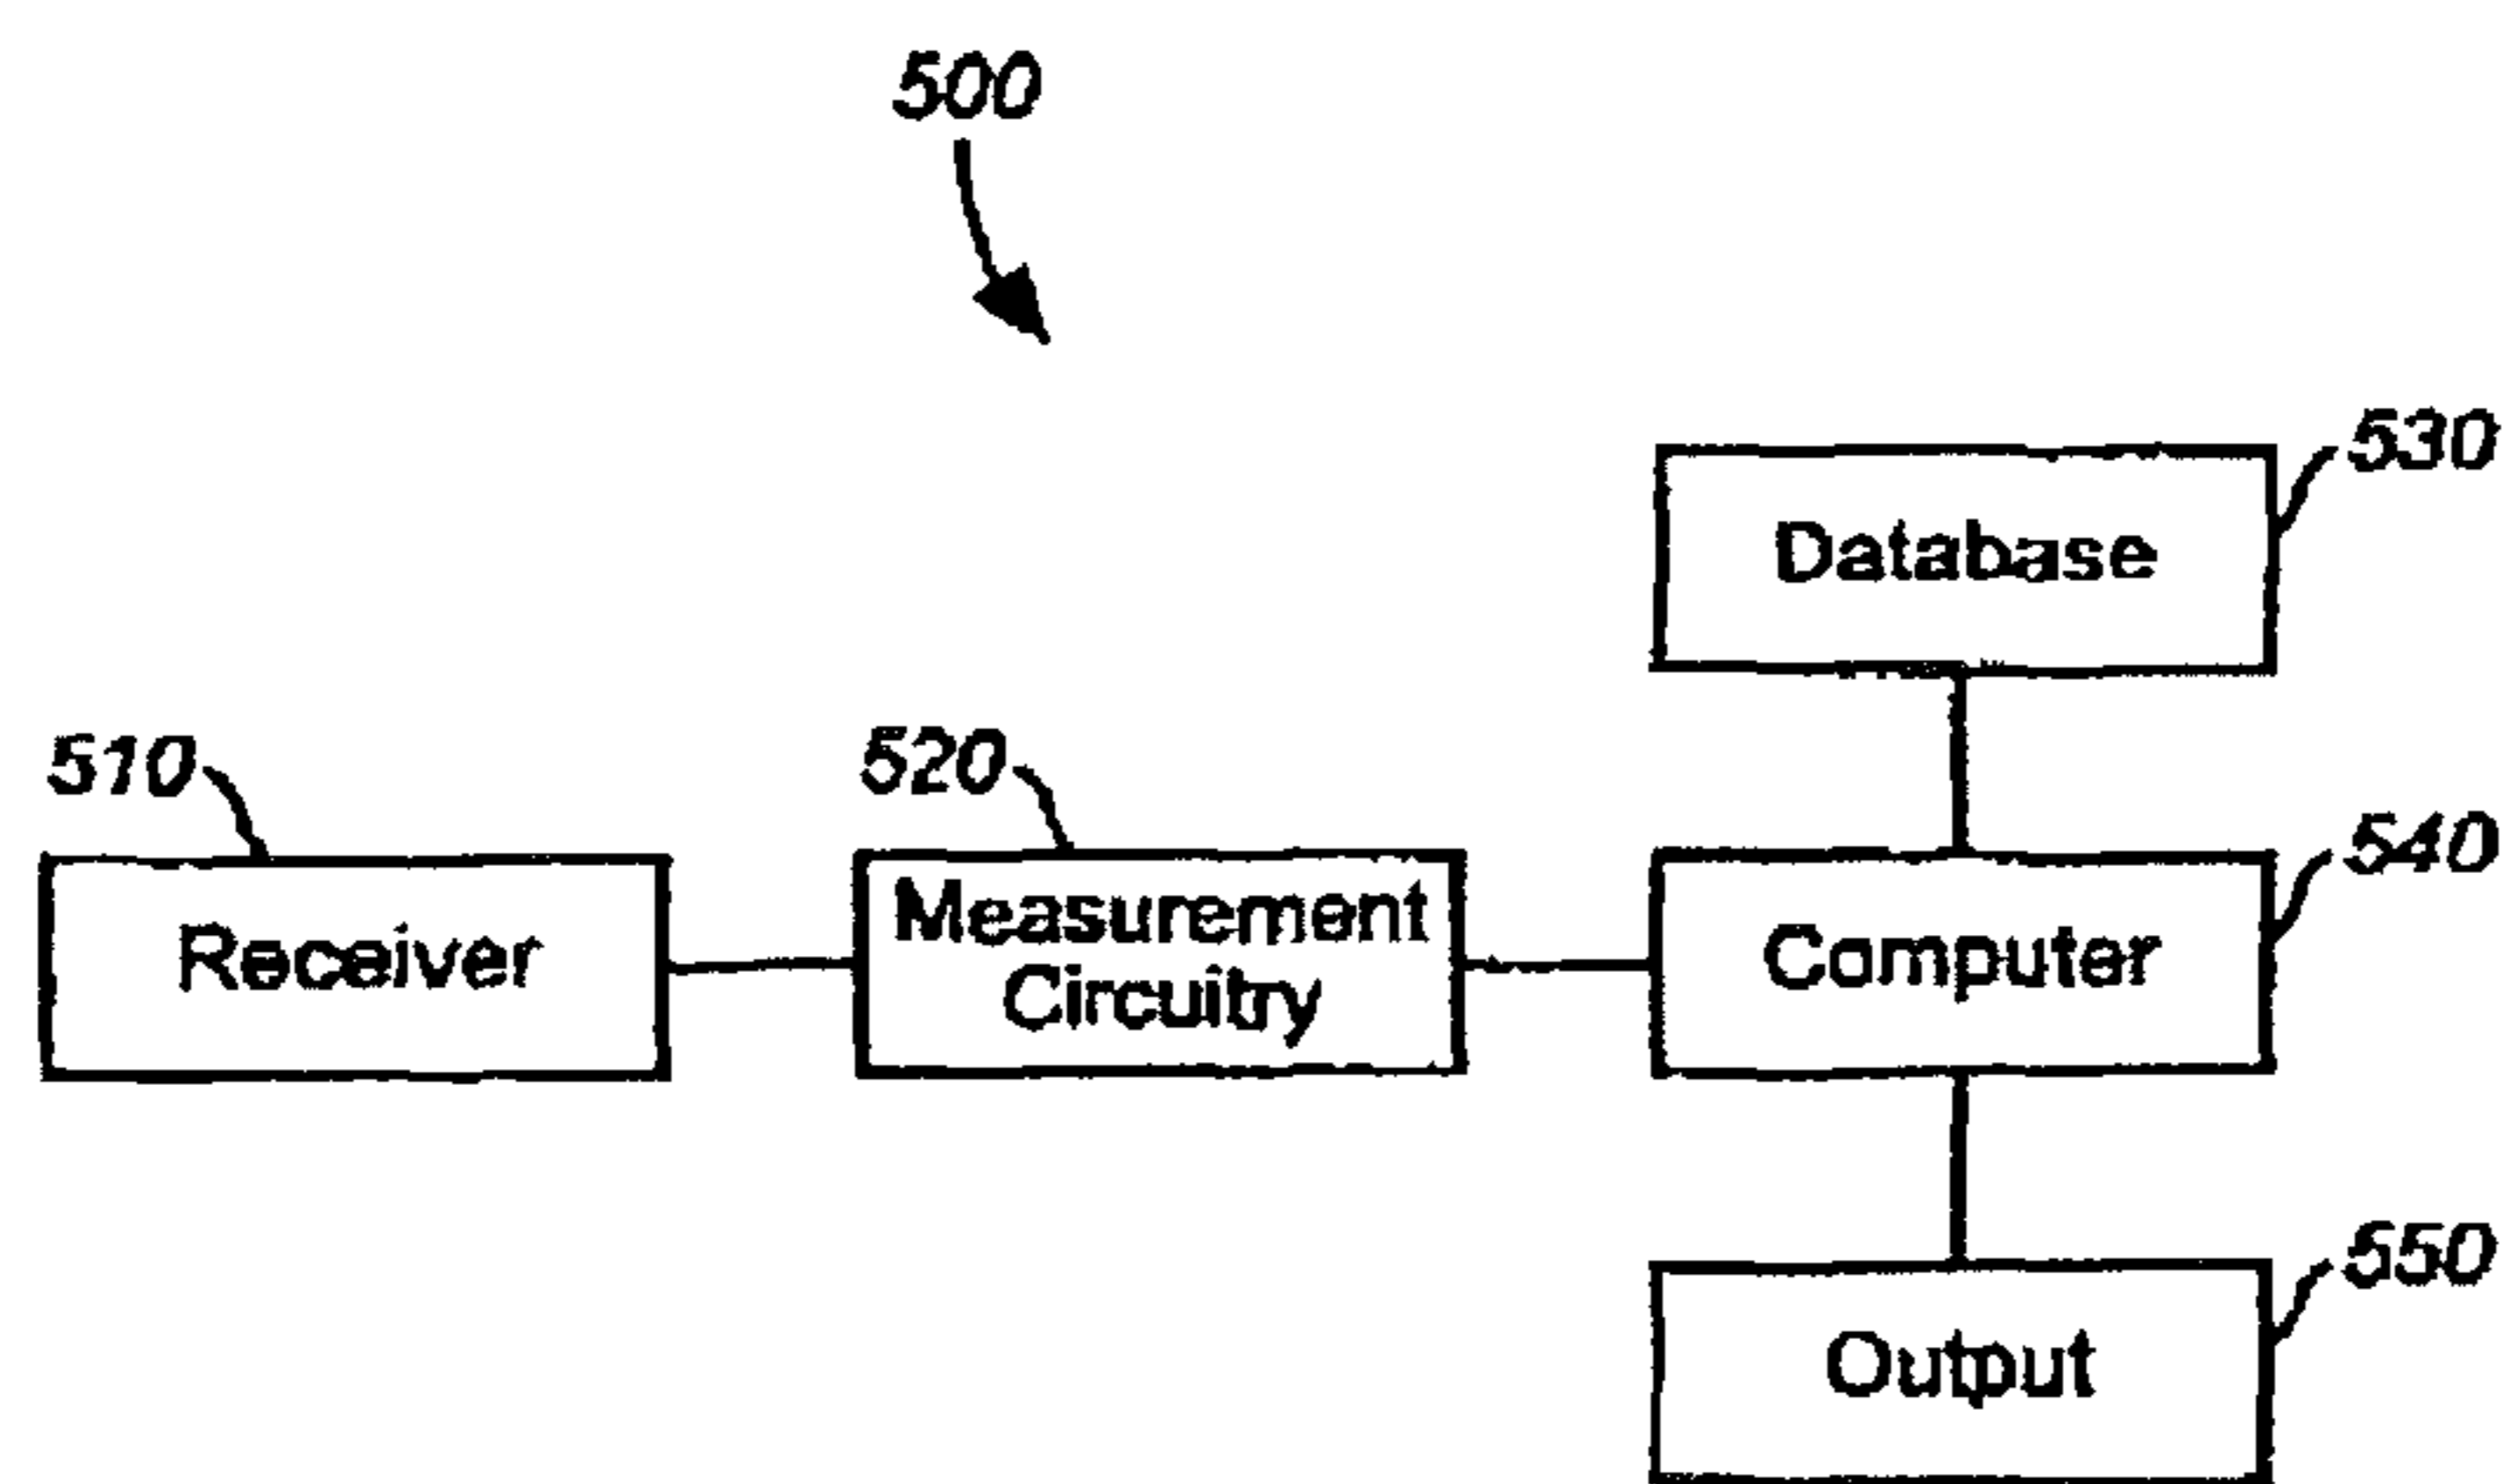 500
530
Database
510
520
540
Receiver
Measurement
Circuitry
Computer
550
Output